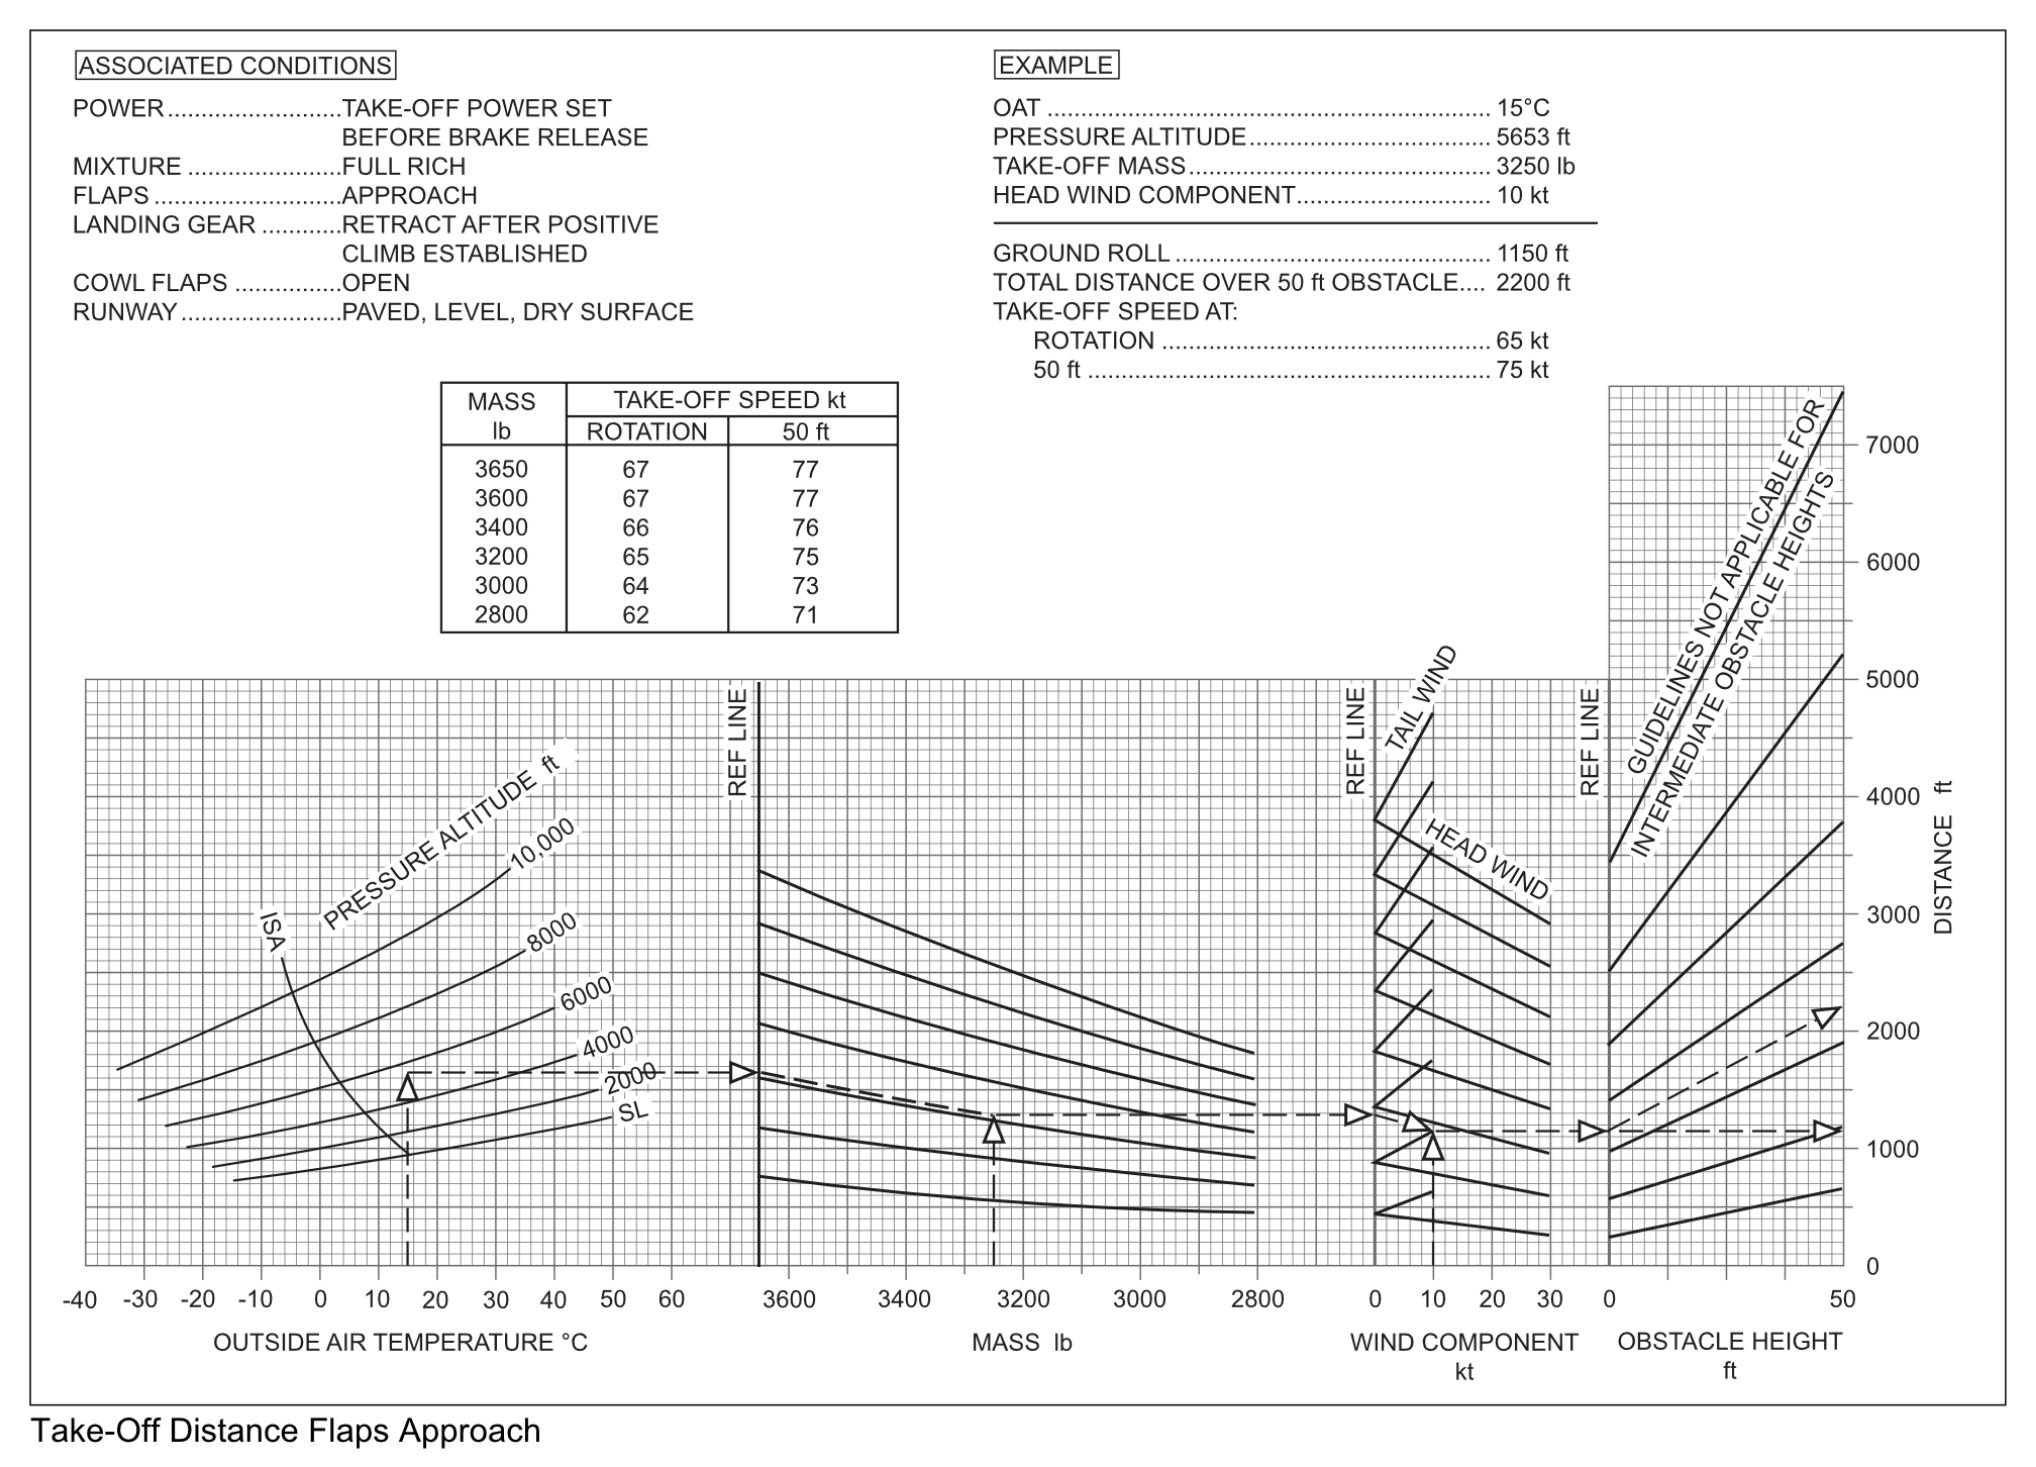 ASSOCIATED CONDITIONS
POWER..........................TAKE-OFF POWER SET
BEFORE BRAKE RELEASE
MIXTURE .......................FULL RICH
FLAPS ............................APPROACH
LANDING GEAR ............RETRACT AFTER POSITIVE
CLIMB ESTABLISHED
COWL FLAPS ................OPEN
RUNWAY........................PAVED, LEVEL, DRY SURFACE
EXAMPLE
OAT .................................................................. 15°C
PRESSURE ALTITUDE.................................... 5653 ft
TAKE-OFF MASS............................................. 3250 lb
HEAD WIND COMPONENT............................. 10 kt
GROUND ROLL ............................................... 1150 ft
TOTAL DISTANCE OVER 50 ft OBSTACLE.... 2200 ft
TAKE-OFF SPEED AT:
ROTATION ................................................. 65 kt
50 ft ............................................................ 75 kt
MASS lb TAKE-OFF SPEED kt
ROTATION 50 ft
3650 67 77
3600 67 77
3400 66 76
3200 65 75
3000 64 73
2800 62 71
PRESSURE ALTITUDE ft
10,000
8000
6000
4000
2000
SL
ISA
REF LINE
REF LINE
TAIL WIND
HEAD WIND
REF LINE
GUIDELINES NOT APPLICABLE FOR
INTERMEDIATE OBSTACLE HEIGHTS
7000
6000
5000
4000
3000
2000
1000
0
DISTANCE ft
-40 -30 -20 -10 0 10 20 30 40 50 60
3600 3400 3200 3000 2800
0 10 20 30
0 50
OUTSIDE AIR TEMPERATURE °C
MASS lb
WIND COMPONENT
kt
OBSTACLE HEIGHT
ft
Take-Off Distance Flaps Approach